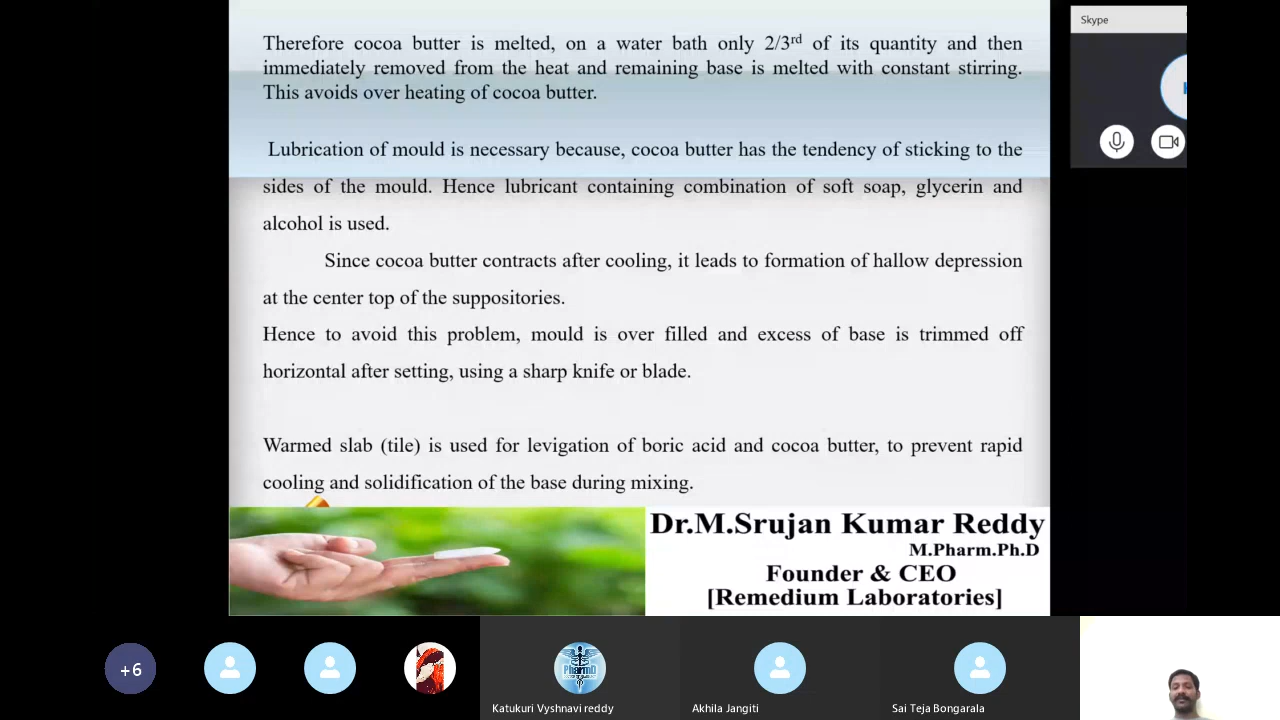 Skype
Therefore cocoa butter is melted, on a water bath only 2/3rd of its quantity and then
immediately removed from the heat and remaining base is melted with constant stirring.
This avoids over heating of cocoa butter.
Lubrication of mould is necessary because, cocoa butter has the tendency of sticking to the
sides of the mould. Hence lubricant containing combination of soft soap, glycerin and
alcohol is used.
Since cocoa butter contracts after cooling, it leads to formation of hallow depression
at the center top of the suppositories.
Hence to avoid this problem, mould is over filled and excess of base is trimmed off
horizontal after setting, using a sharp knife or blade.
Warmed slab (tile) is used for levigation of boric acid and cocoa butter, to prevent rapid
cooling and solidification of the base during mixing.
Dr.M.Srujan Kumar Reddy
M.Pharm.Ph.D
Founder & CEO
[Remedium Laboratories]
+6
PharmD
Katukuri Vyshnavi reddy
Akhila Jangiti
Sai Teja Bongarala